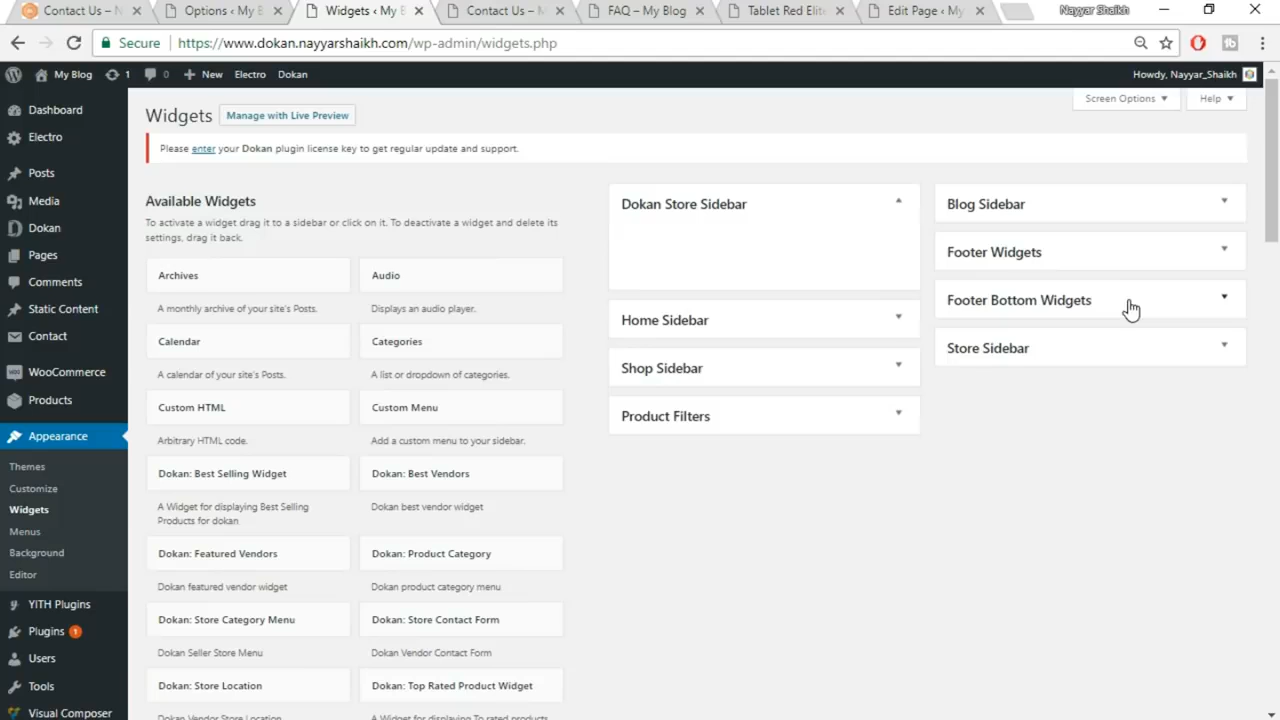 Contact Us – N
Options ‹ My B
Widgets ‹ My B
Contact Us – M
FAQ – My Blog
Tablet Red Elite
Edit Page ‹ My
Nayyar Shaikh
Secure
https://www.dokan.nayyarshaikh.com/wp-admin/widgets.php
My Blog
1
0
New
Electro
Dokan
Howdy, Nayyar_Shaikh
Dashboard
Electro
Posts
Media
Dokan
Pages
Comments
Static Content
Contact
WooCommerce
Products
Appearance
Themes
Customize
Widgets
Menus
Background
Editor
YITH Plugins
Plugins 1
Users
Tools
Visual Composer
Screen Options
Help
Widgets
Manage with Live Preview
Please enter your Dokan plugin license key to get regular update and support.
Available Widgets
To activate a widget drag it to a sidebar or click on it. To deactivate a widget and delete its
settings, drag it back.
Archives
Audio
A monthly archive of your site's Posts.
Displays an audio player.
Calendar
Categories
A calendar of your site's Posts.
A list or dropdown of categories.
Custom HTML
Custom Menu
Arbitrary HTML code.
Add a custom menu to your sidebar.
Dokan: Best Selling Widget
Dokan: Best Vendors
A Widget for displaying Best Selling
Products for dokan
Dokan best vendor widget
Dokan: Featured Vendors
Dokan: Product Category
Dokan featured vendor widget
Dokan product category menu
Dokan: Store Category Menu
Dokan: Store Contact Form
Dokan Seller Store Menu
Dokan Vendor Contact Form
Dokan: Store Location
Dokan: Top Rated Product Widget
Dokan Vendor Store Location
A Widget for displaying To rated products
Dokan Store Sidebar
Home Sidebar
Shop Sidebar
Product Filters
Blog Sidebar
Footer Widgets
Footer Bottom Widgets
Store Sidebar